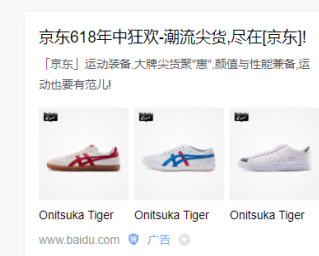 京东618年中狂欢-潮流尖货,尽在[京东]!
「京东」运动装备,大牌尖货聚"惠",颜值与性能兼备,运
动也要有范儿!
Onitsuka Tiger
Onitsuka Tiger
Onitsuka Tiger
www.baidu.com 广告